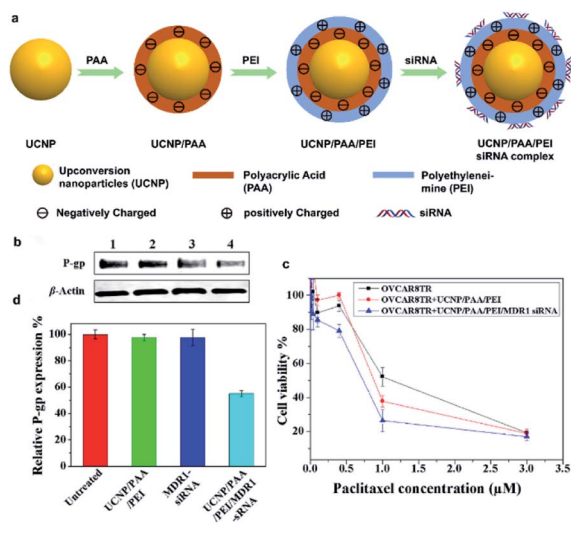 a
PAA
PEI
siRNA
UCNP
UCNP/PAA
UCNP/PAA/PEI
UCNP/PAA/PEI
siRNA complex
Upconversion
nanoparticles (UCNP)
Polyacrylic Acid
(PAA)
Polyethylenei-
mine (PEI)
Negatively Charged
positively Charged
siRNA
b
1 2 3 4
P-gp
β-Actin
c
OVCAR8TR
OVCAR8TR+UCNP/PAA/PEI
OVCAR8TR+UCNP/PAA/PEI/MDR1 siRNA
Cell viability %
100
80
60
40
20
0
0.0 0.5 1.0 1.5 2.0 2.5 3.0 3.5
Paclitaxel concentration (µM)
d
Relative P-gp expression %
100
80
60
40
20
0
Untreated
UCNP/PAA
/PEI
MDR1-
siRNA
UCNP/PAA
/PEI/MDR1
-sRNA